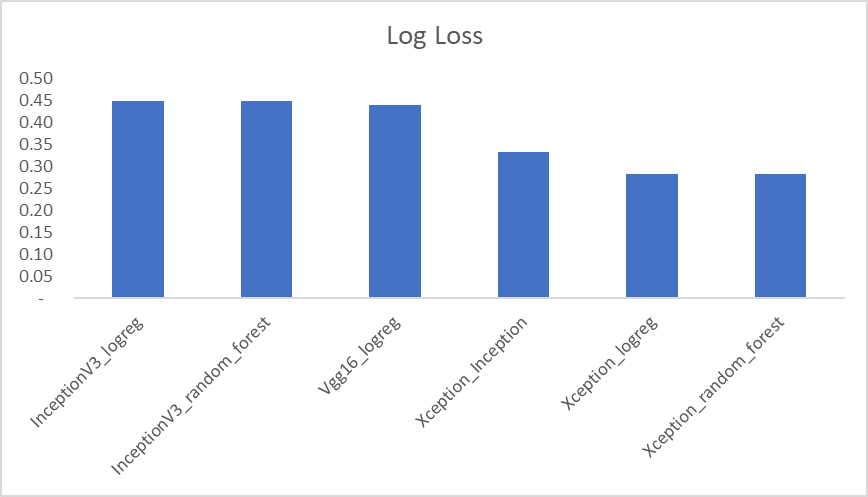 Log Loss
0.50
0.45
0.40
0.35
0.30
0.25
0.20
0.15
0.10
0.05
-
InceptionV3_logreg
InceptionV3_random_forest
Vgg16_logreg
Xception_Inception
Xception_logreg
Xception_random_forest